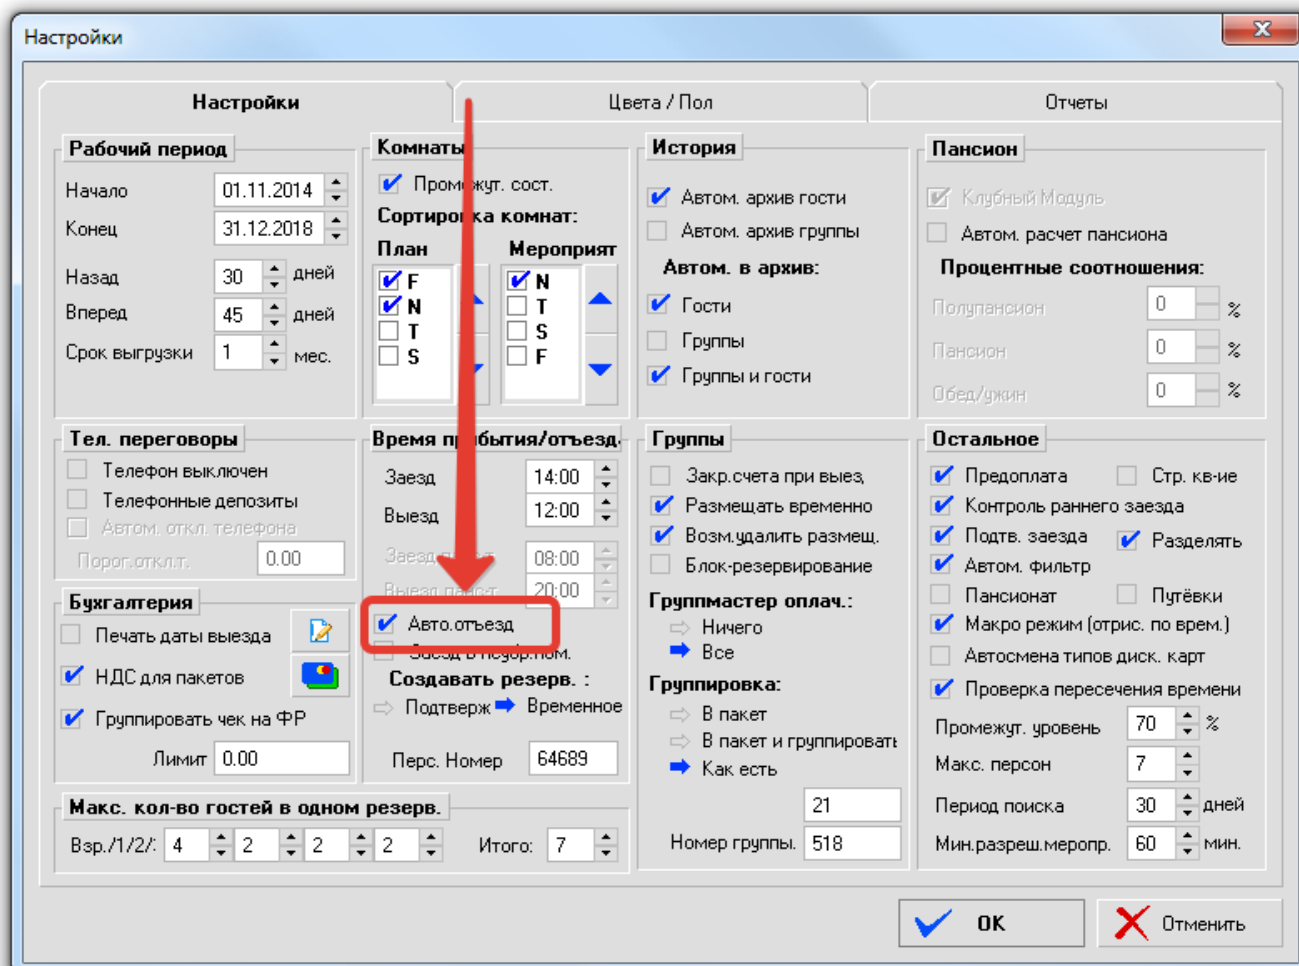 Настройки
Настройки
Цвета / Пол
Отчеты
Рабочий период
Начало 01.11.2014
Конец 31.12.2018
Назад 30 дней
Вперед 45 дней
Срок выгрузки 1 мес.
Комнаты
Промежут. сост.
Сортировка комнат:
План
F
N
T
S
Мероприят
N
T
S
F
История
Автом. архив гости
Автом. архив группы
Автом. в архив:
Гости
Группы
Группы и гости
Пансион
Клубный Модуль
Автом. расчет пансиона
Процентные соотношения:
Полупансион 0 %
Пансион 0 %
Обед/ужин 0 %
Тел. переговоры
Телефон выключен
Телефонные депозиты
Автом. откл. телефона
Порог.откл.т. 0.00
Бухгалтерия
Печать даты выезда
НДС для пакетов
Группировать чек на ФР
Лимит 0.00
Время прибытия/отъезд.
Заезд 14:00
Выезд 12:00
Заезд 08:00
Выезд 20:00
Авто.отъезд
Заезд в неубр.ном.
Создавать резерв. :
Подтверж Временное
Перс. Номер 64689
Группы
Закр.счета при выез,
Размещать временно
Возм.удалить размещ.
Блок-резервирование
Группмастер оплач.:
Ничего
Все
Группировка:
В пакет
В пакет и группировать
Как есть
21
Номер группы. 518
Остальное
Предоплата Стр. кв-ие
Контроль раннего заезда
Подтв. заезда Разделять
Автом. фильтр
Пансионат Путёвки
Макро режим (отрис. по врем.)
Автосмена типов диск. карт
Проверка пересечения времени
Промежут. уровень 70 %
Макс. персон 7
Период поиска 30 дней
Мин.разреш.меропр. 60 мин.
Макс. кол-во гостей в одном резерв.
Взр./1/2/: 4 2 2 2 Итого: 7
OK
Отменить